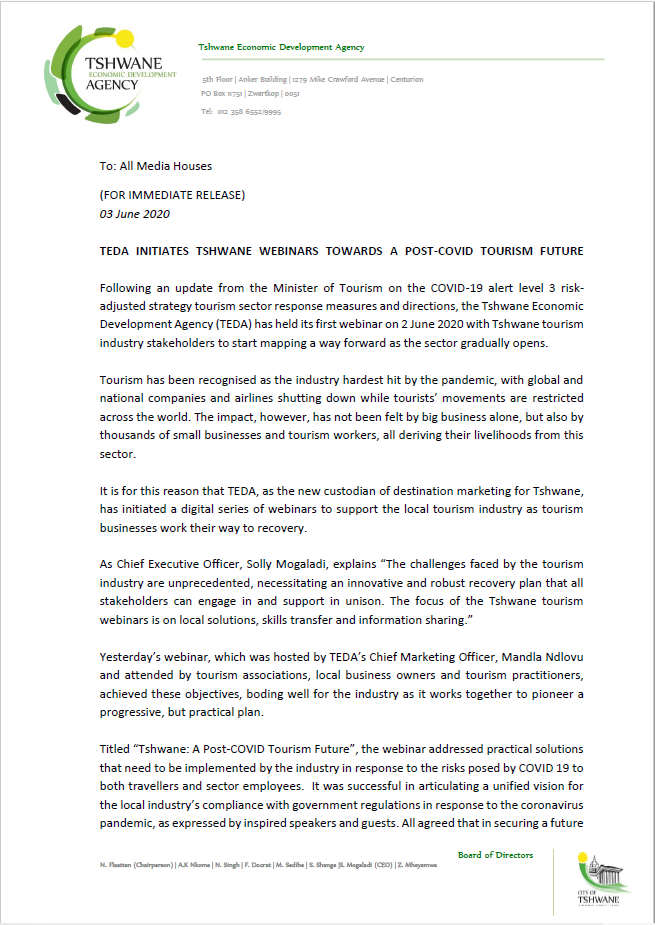 TSHWANE
ECONOMIC DEVELOPMENT
AGENCY
Tshwane Economic Development Agency
5th Floor | Anker Building | 1279 Mike Crawford Avenue | Centurion
PO Box 11751 | Zwartkop | 0051
Tel: 012 358 6552/9995
To: All Media Houses
(FOR IMMEDIATE RELEASE)
03 June 2020
TEDA INITIATES TSHWANE WEBINARS TOWARDS A POST-COVID TOURISM FUTURE
Following an update from the Minister of Tourism on the COVID-19 alert level 3 risk-
adjusted strategy tourism sector response measures and directions, the Tshwane Economic
Development Agency (TEDA) has held its first webinar on 2 June 2020 with Tshwane tourism
industry stakeholders to start mapping a way forward as the sector gradually opens.
Tourism has been recognised as the industry hardest hit by the pandemic, with global and
national companies and airlines shutting down while tourists' movements are restricted
across the world. The impact, however, has not been felt by big business alone, but also by
thousands of small businesses and tourism workers, all deriving their livelihoods from this
sector.
It is for this reason that TEDA, as the new custodian of destination marketing for Tshwane,
has initiated a digital series of webinars to support the local tourism industry as tourism
businesses work their way to recovery.
As Chief Executive Officer, Solly Mogaladi, explains “The challenges faced by the tourism
industry are unprecedented, necessitating an innovative and robust recovery plan that all
stakeholders can engage in and support in unison. The focus of the Tshwane tourism
webinars is on local solutions, skills transfer and information sharing.”
Yesterday's webinar, which was hosted by TEDA's Chief Marketing Officer, Mandla Ndlovu
and attended by tourism associations, local business owners and tourism practitioners,
achieved these objectives, boding well for the industry as it works together to pioneer a
progressive, but practical plan.
Titled “Tshwane: A Post-COVID Tourism Future”, the webinar addressed practical solutions
that need to be implemented by the industry in response to the risks posed by COVID 19 to
both travellers and sector employees. It was successful in articulating a unified vision for
the local industry's compliance with government regulations in response to the coronavirus
pandemic, as expressed by inspired speakers and guests. All agreed that in securing a future
Board of Directors
N. Flaatten (Chairperson) | A.K Nkome | N. Singh | F. Docrat | M. Sediba | S. Shange |S. Mogaladi (CEO) | Z. Mheyamwa
CITY OF
TSHWANE